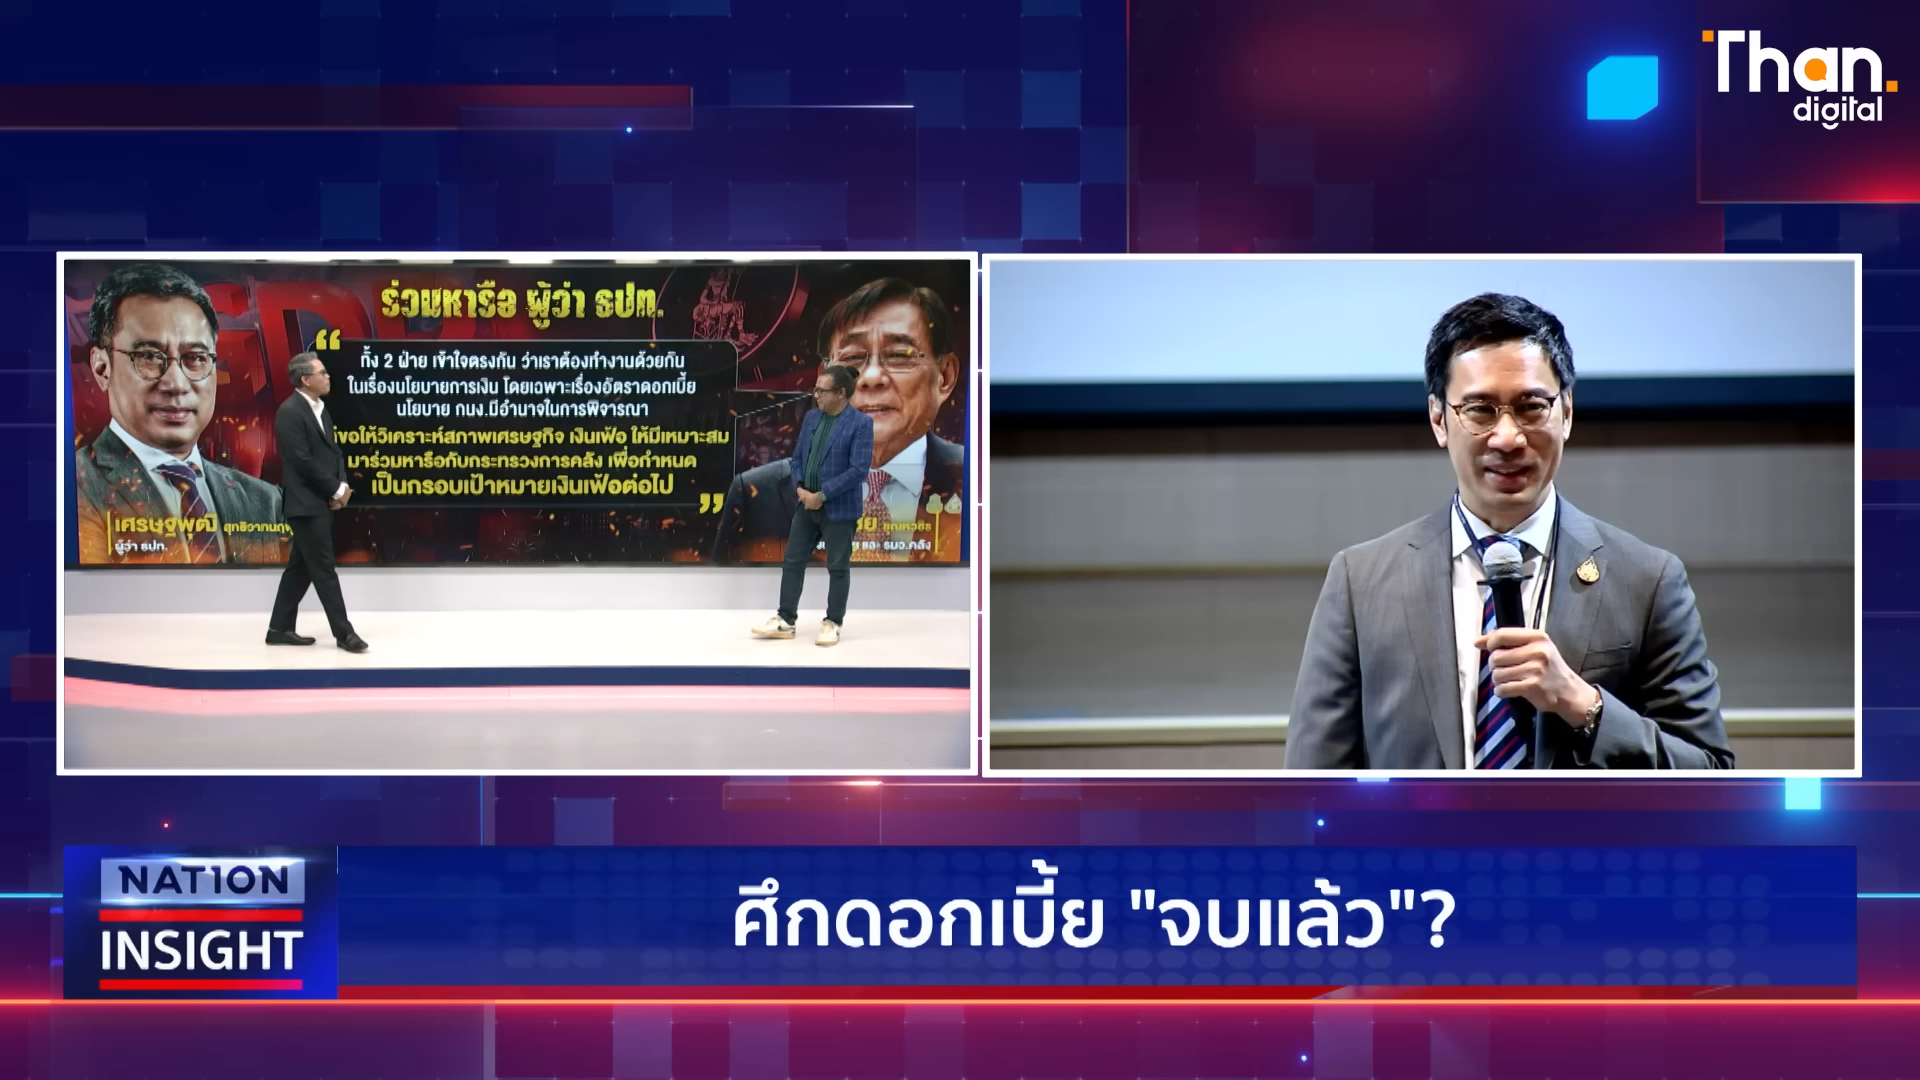 Than.
digital
ร่วมหารือ ผู้ว่า ธปท.
“
ทั้ง 2 ฝ่าย เข้าใจตรงกัน ว่าเราต้องทำงานด้วยกัน
ในเรื่องนโยบายการเงิน โดยเฉพาะเรื่องอัตราดอกเบี้ย
นโยบาย กนง.มีอำนาจในการพิจารณา
ขอให้วิเคราะห์สภาพเศรษฐกิจ เงินเฟ้อ ให้มีเหมาะสม
มาร่วมหารือกับกระทรวงการคลัง เพื่อกำหนด
เป็นกรอบเป้าหมายเงินเฟ้อต่อไป
”
เศรษฐพุฒิ
ผู้ว่า ธปท.
ชุณหวชิร
และ รมว.คลัง
NATION
INSIGHT
ศึกดอกเบี้ย "จบแล้ว"?